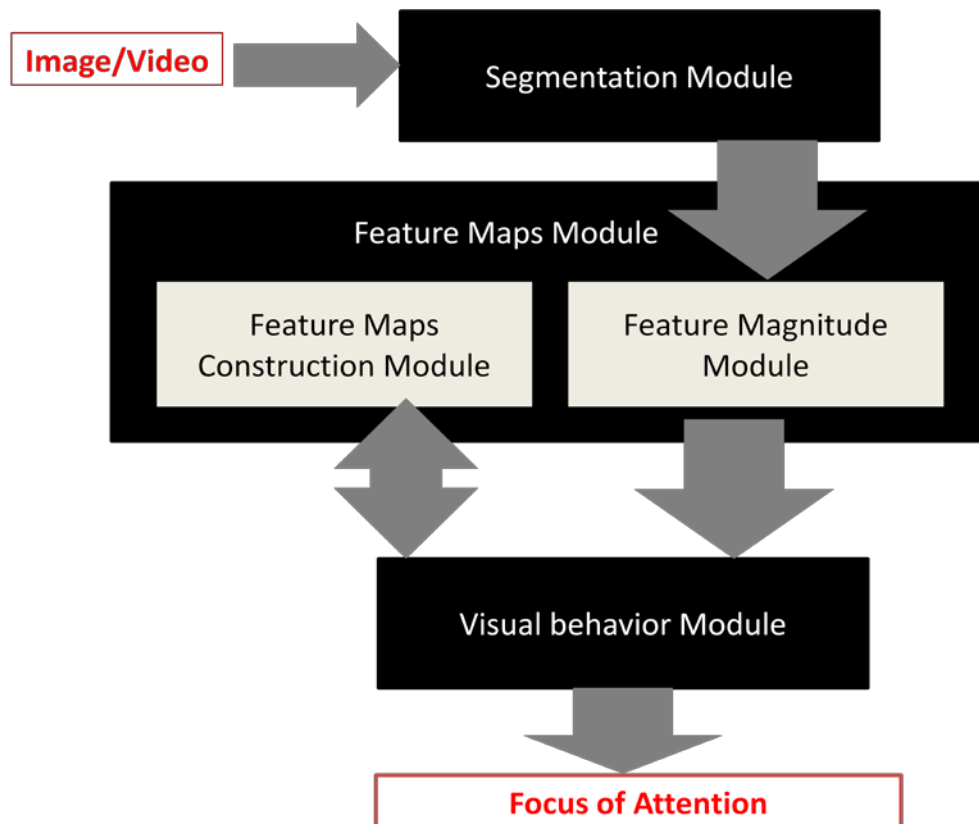 Image/Video
Segmentation Module
Feature Maps Module
Feature Maps
Construction Module
Feature Magnitude
Module
Visual behavior Module
Focus of Attention